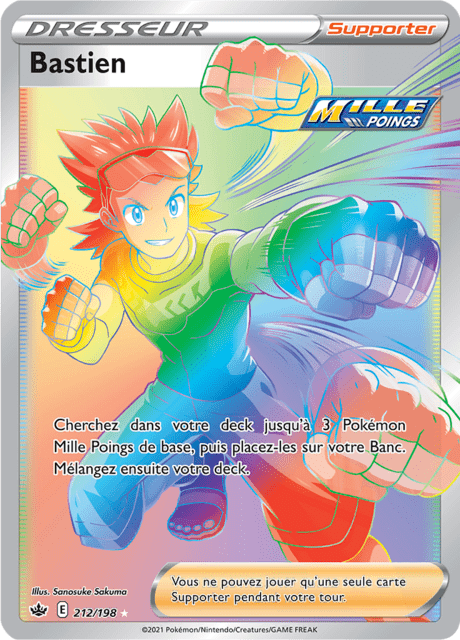 DRESSEUR
Supporter
Bastien
MILLE
POINGS
Cherchez dans votre deck jusqu'à 3 Pokémon
Mille Poings de base, puis placez-les sur votre Banc.
Mélangez ensuite votre deck.
Illus. Sanosuke Sakuma
Vous ne pouvez jouer qu'une seule carte
Supporter pendant votre tour.
E 212/198 ★
©2021 Pokémon/Nintendo/Creatures/GAME FREAK